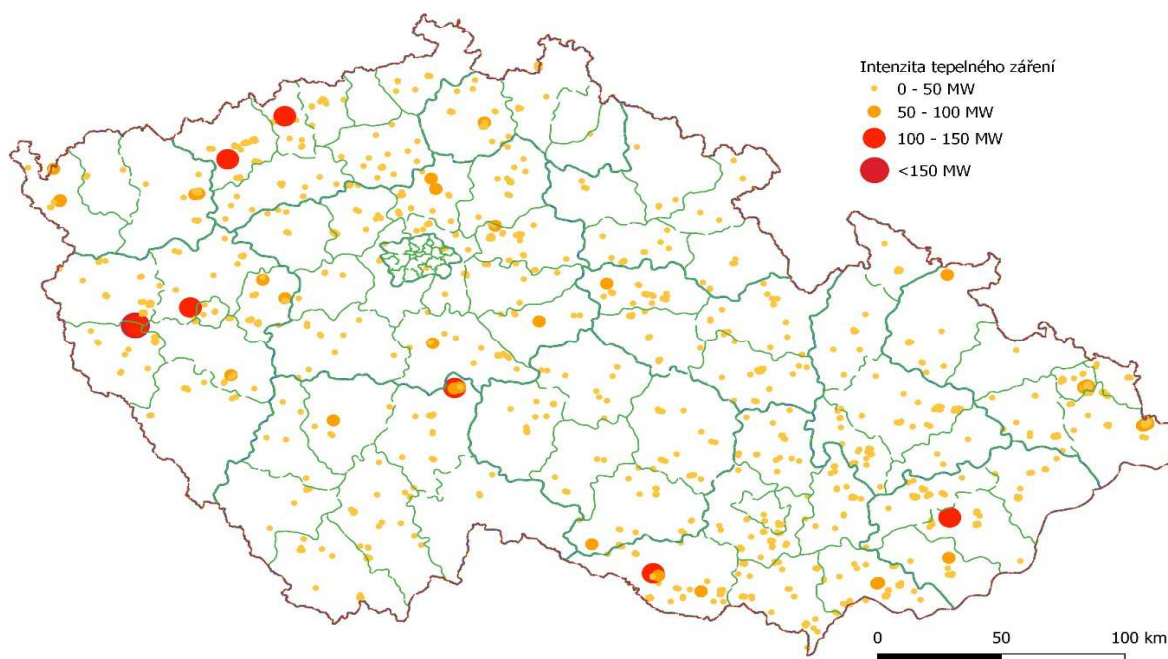 Intenzita tepelného záření
0 - 50 MW
50 - 100 MW
100 - 150 MW
<150 MW
0 50 100 km